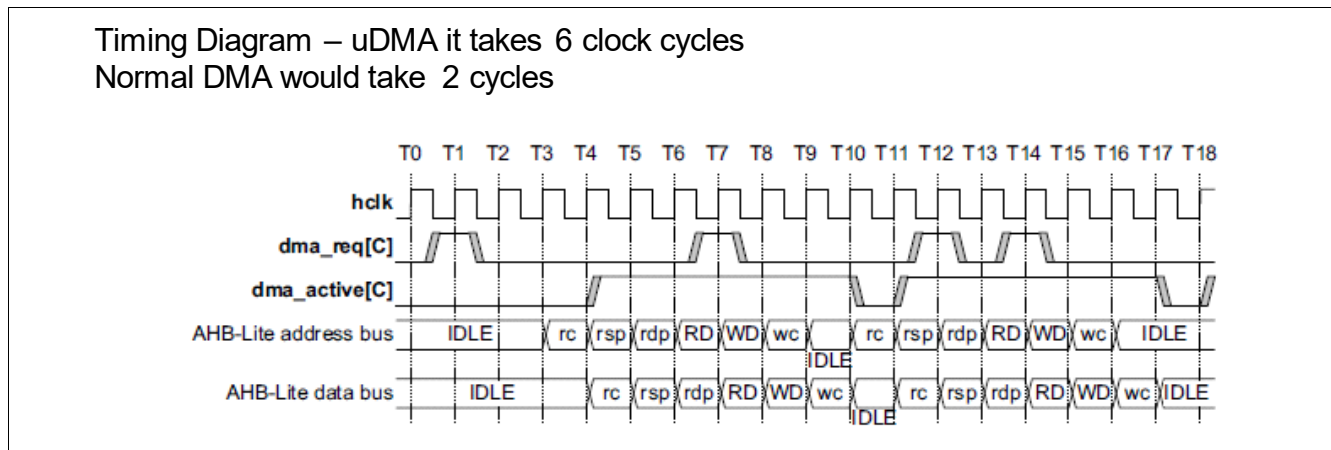 Timing Diagram – uDMA it takes 6 clock cycles
Normal DMA would take 2 cycles
T0 T1 T2 T3 T4 T5 T6 T7 T8 T9 T10 T11 T12 T13 T14 T15 T16 T17 T18
hclk
dma_req[C]
dma_active[C]
AHB-Lite address bus IDLE rc rsp rdp RD WD wc IDLE rc rsp rdp RD WD wc IDLE
AHB-Lite data bus IDLE rc rsp rdp RD WD wc IDLE rc rsp rdp RD WD wc IDLE